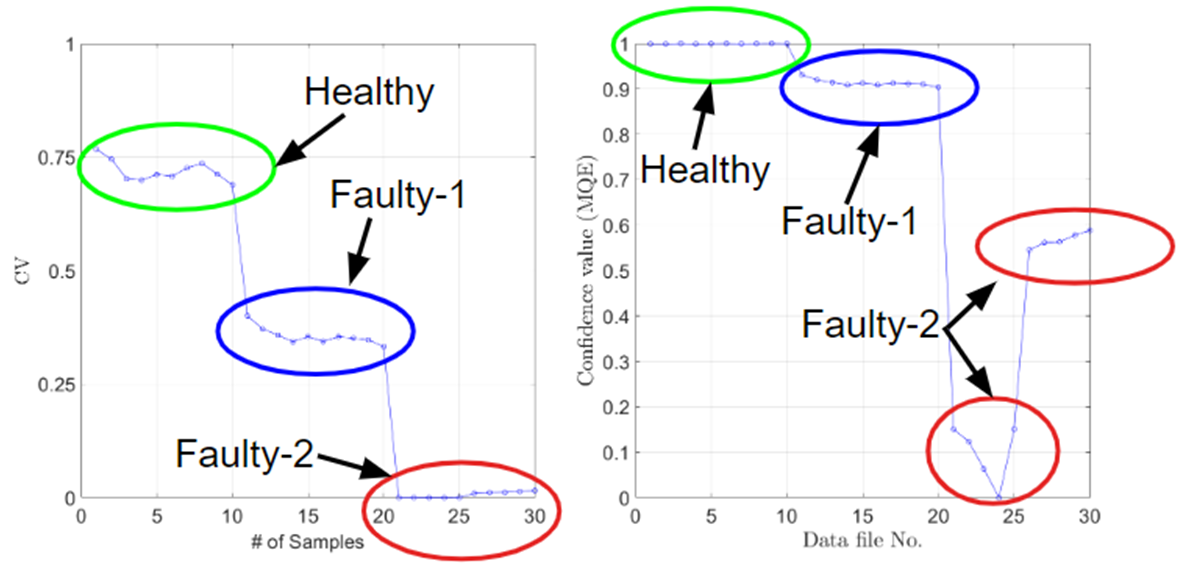 1
0.75
0.5
0.25
0
CV
0 5 10 15 20 25 30
# of Samples
Healthy
Faulty-1
Faulty-2
1
0.9
0.8
0.7
0.6
0.5
0.4
0.3
0.2
0.1
0
Confidence value (MQE)
0 5 10 15 20 25 30
Data file No.
Healthy
Faulty-1
Faulty-2